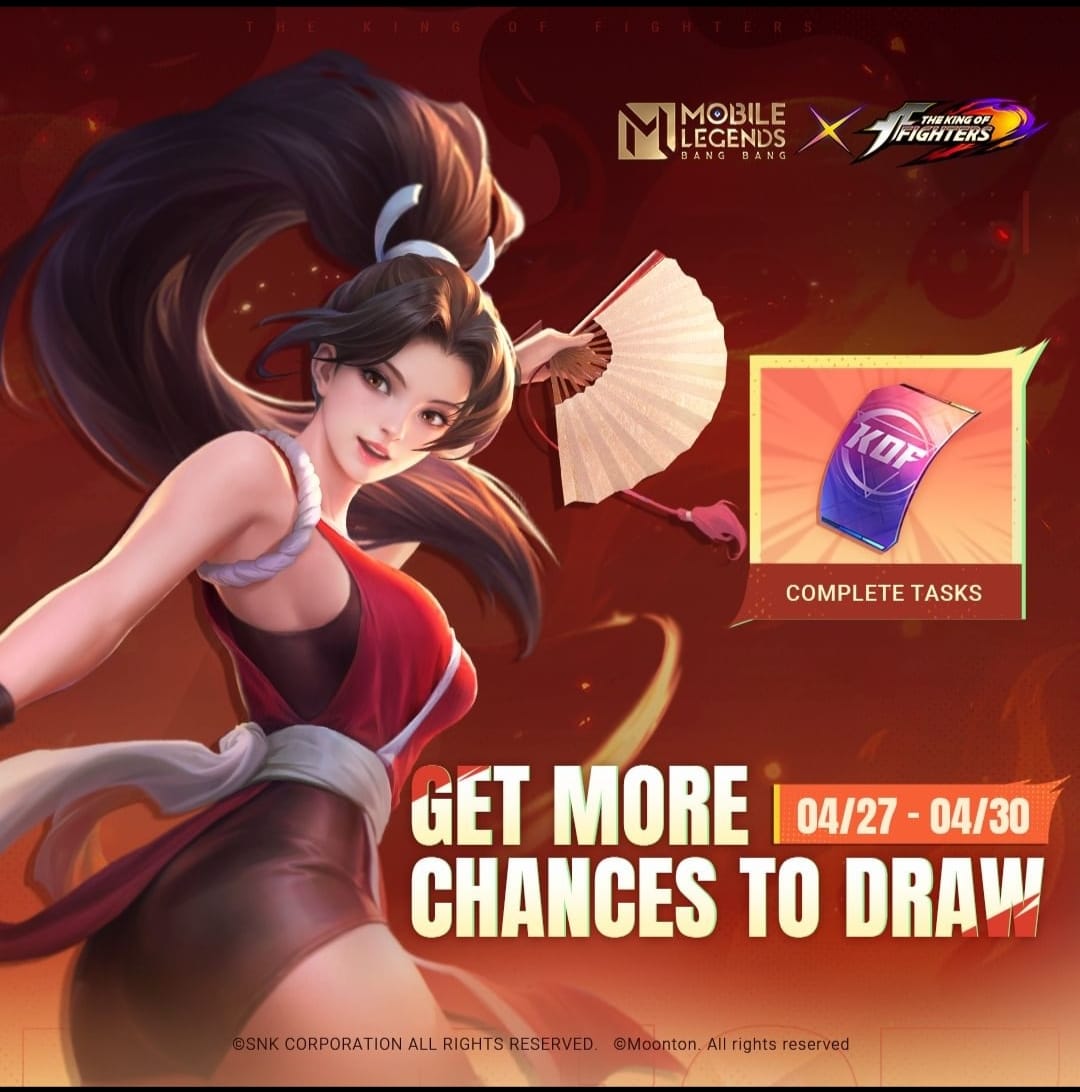 THE KING OF FIGHTERS
MOBILE
LEGENDS
BANG BANG
THE KING OF
FIGHTERS
KOF
COMPLETE TASKS
GET MORE
04/27 - 04/30
CHANCES TO DRAW
©SNK CORPORATION ALL RIGHTS RESERVED. ©Moonton. All rights reserved